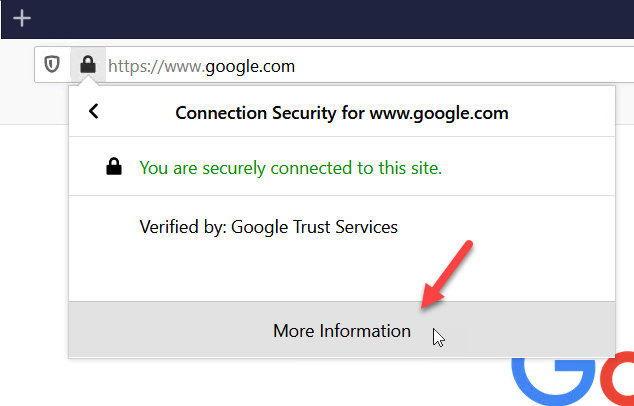 https://www.google.com
Connection Security for www.google.com
You are securely connected to this site.
Verified by: Google Trust Services
More Information
Go